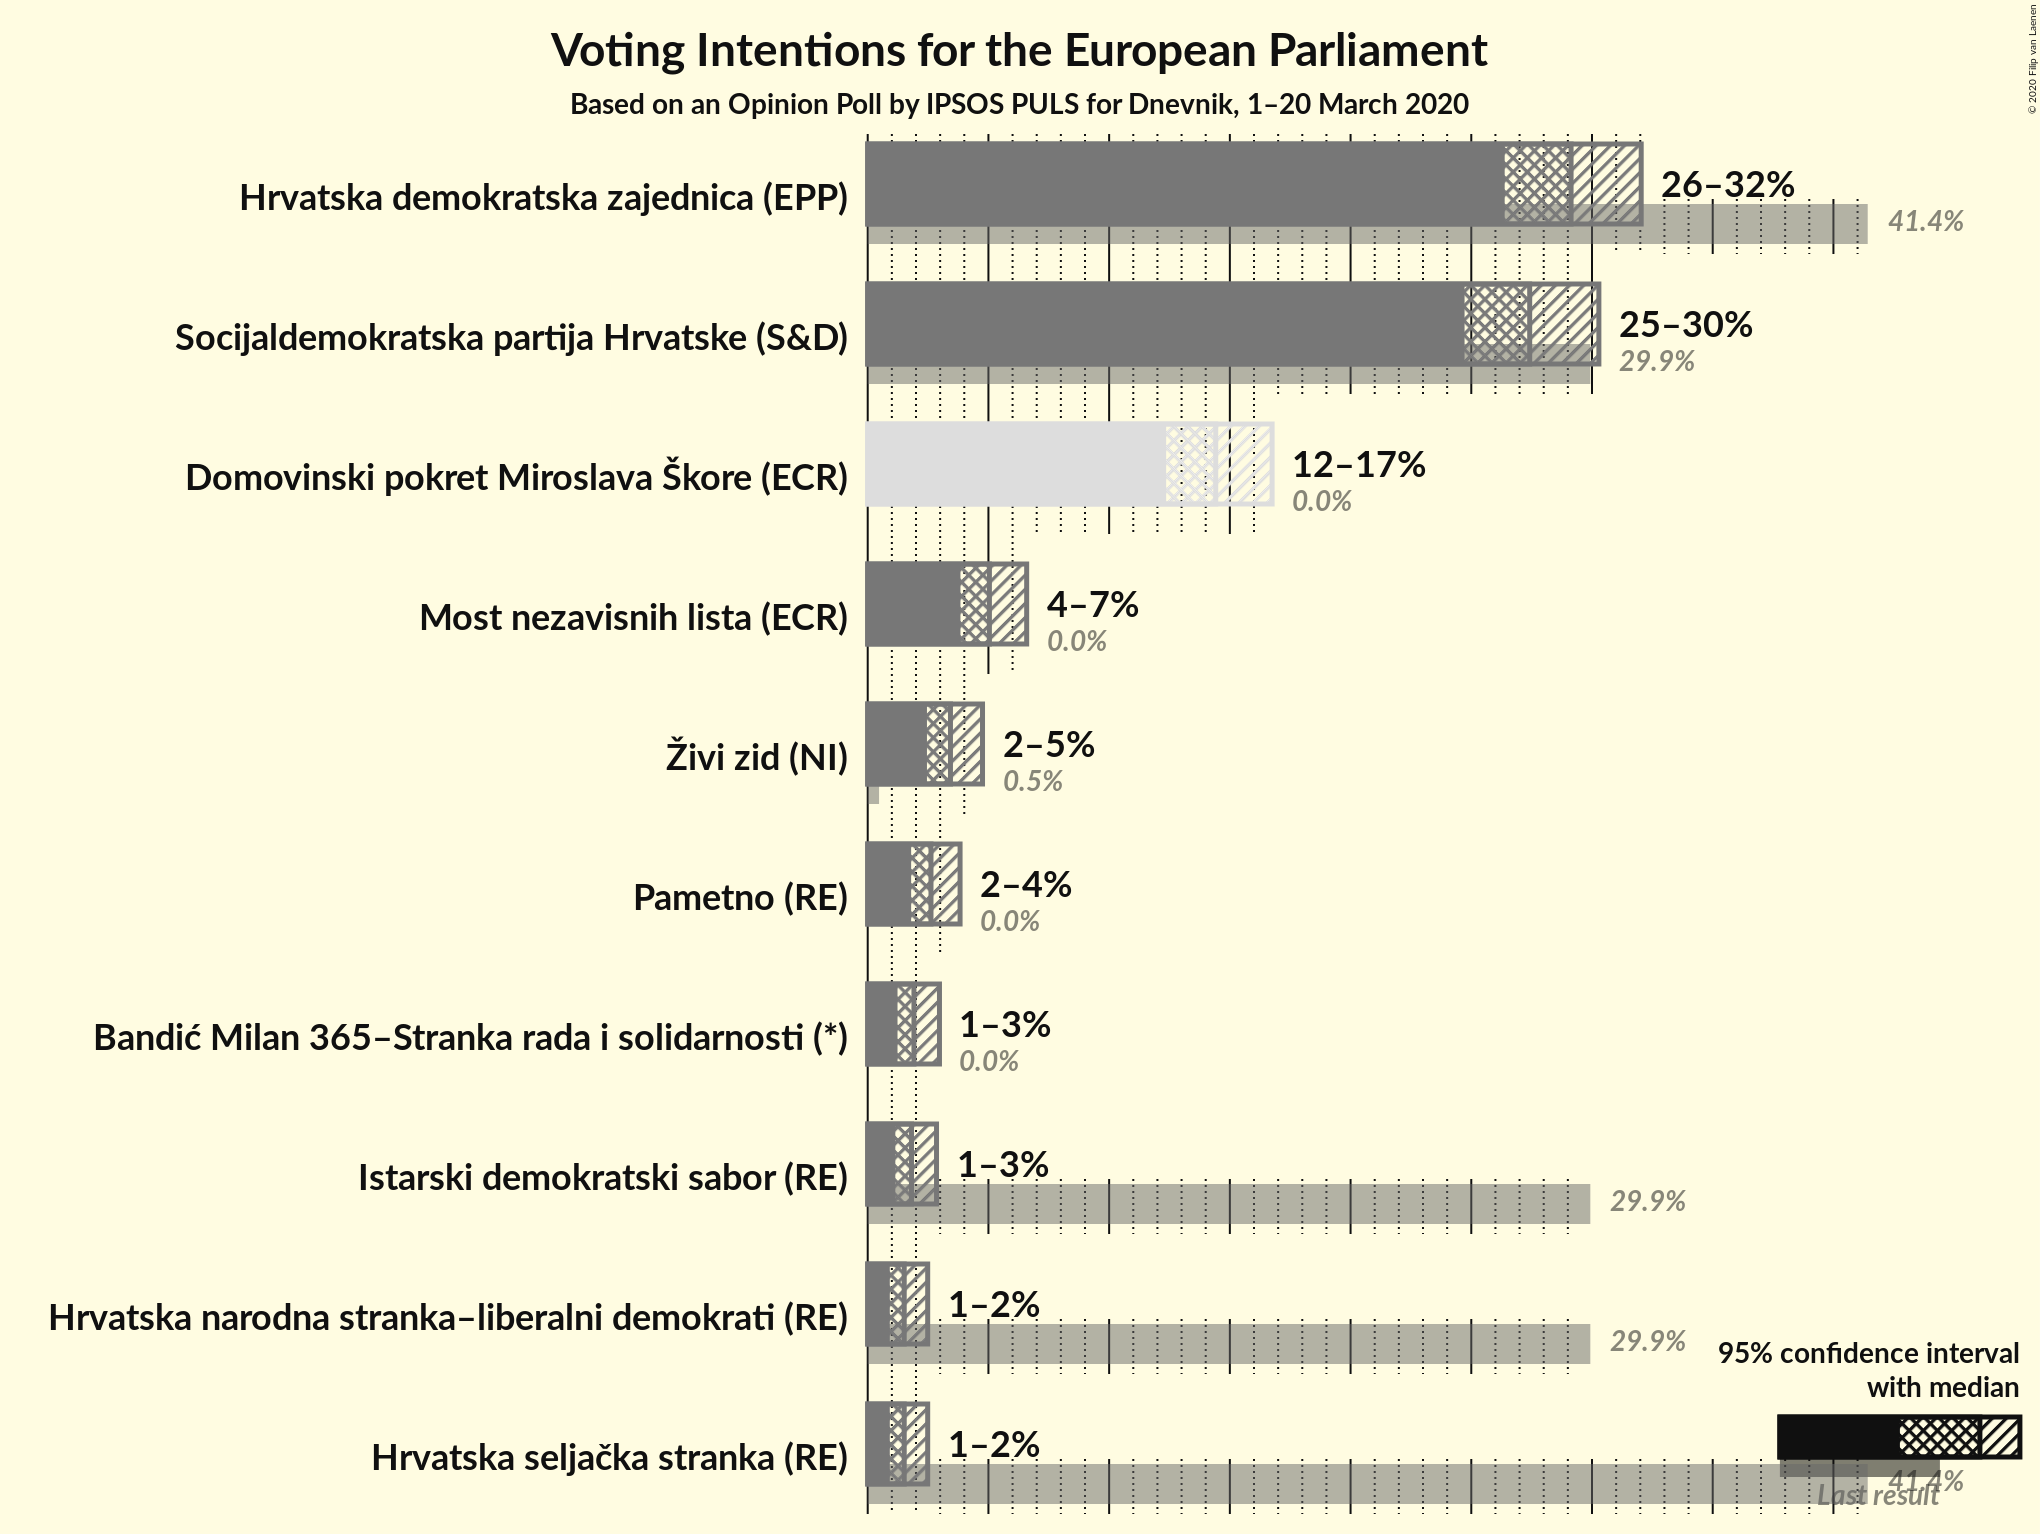 Voting Intentions for the European Parliament
Based on an Opinion Poll by IPSOS PULS for Dnevnik, 1–20 March 2020
© 2020 Filip van Laenen
Hrvatska demokratska zajednica (EPP)
26–32%
41.4%
Socijaldemokratska partija Hrvatske (S&D)
25–30%
29.9%
Domovinski pokret Miroslava Škore (ECR)
12–17%
0.0%
Most nezavisnih lista (ECR)
4–7%
0.0%
Živi zid (NI)
2–5%
0.5%
Pametno (RE)
2–4%
0.0%
Bandić Milan 365–Stranka rada i solidarnosti (*)
1–3%
0.0%
Istarski demokratski sabor (RE)
1–3%
29.9%
Hrvatska narodna stranka–liberalni demokrati (RE)
1–2%
29.9%
Hrvatska seljačka stranka (RE)
1–2%
41.4%
95% confidence interval
with median
Last result